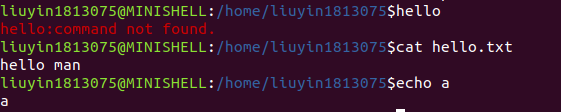 liuyin1813075@MINISHELL:/home/liuyin1813075$hello
hello:command not found.
liuyin1813075@MINISHELL:/home/liuyin1813075$cat hello.txt
hello man
liuyin1813075@MINISHELL:/home/liuyin1813075$echo a
a